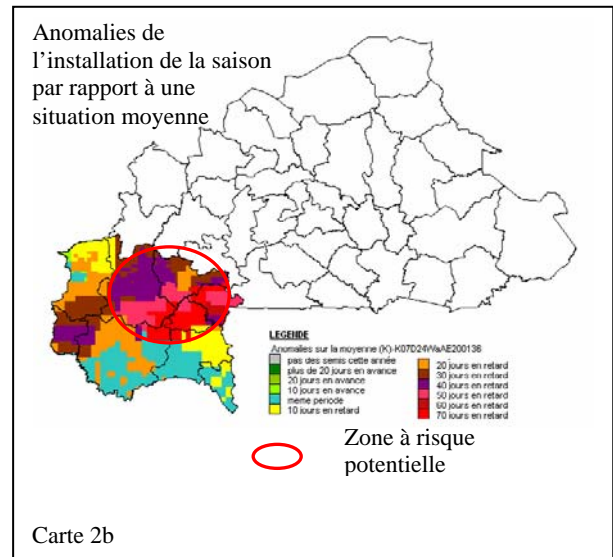 Anomalies de
l'installation de la saison
par rapport à une
situation moyenne
LEGENDE
Anomalies sur la moyenne (K)-K07D24WaAE200136
pas des semis cette année
plus de 20 jours en avance
20 jours en avance
10 jours en avance
meme periode
10 jours en retard
20 jours en retard
30 jours en retard
40 jours en retard
50 jours en retard
60 jours en retard
70 jours en retard
Zone à risque
potentielle
Carte 2b